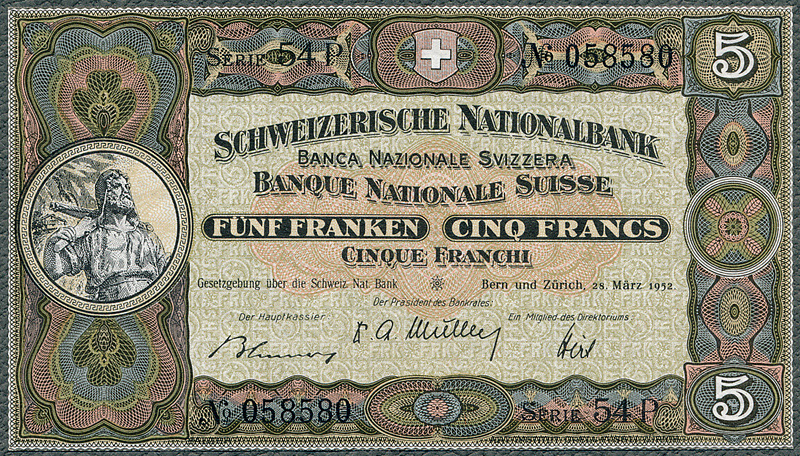 SERIE 54 P
№ 058580
5
SCHWEIZERISCHE NATIONALBANK
BANCA NAZIONALE SVIZZERA
BANQUE NATIONALE SUISSE
FÜNF FRANKEN CINQ FRANCS
CINQUE FRANCHI
Gesetzgebung über die Schweiz. Nat. Bank
Bern und Zürich, 28. März 1952.
Der Präsident des Bankrates:
Der Hauptkassier:
Ein Mitglied des Direktoriums:
№ 058580
SERIE 54 P
5